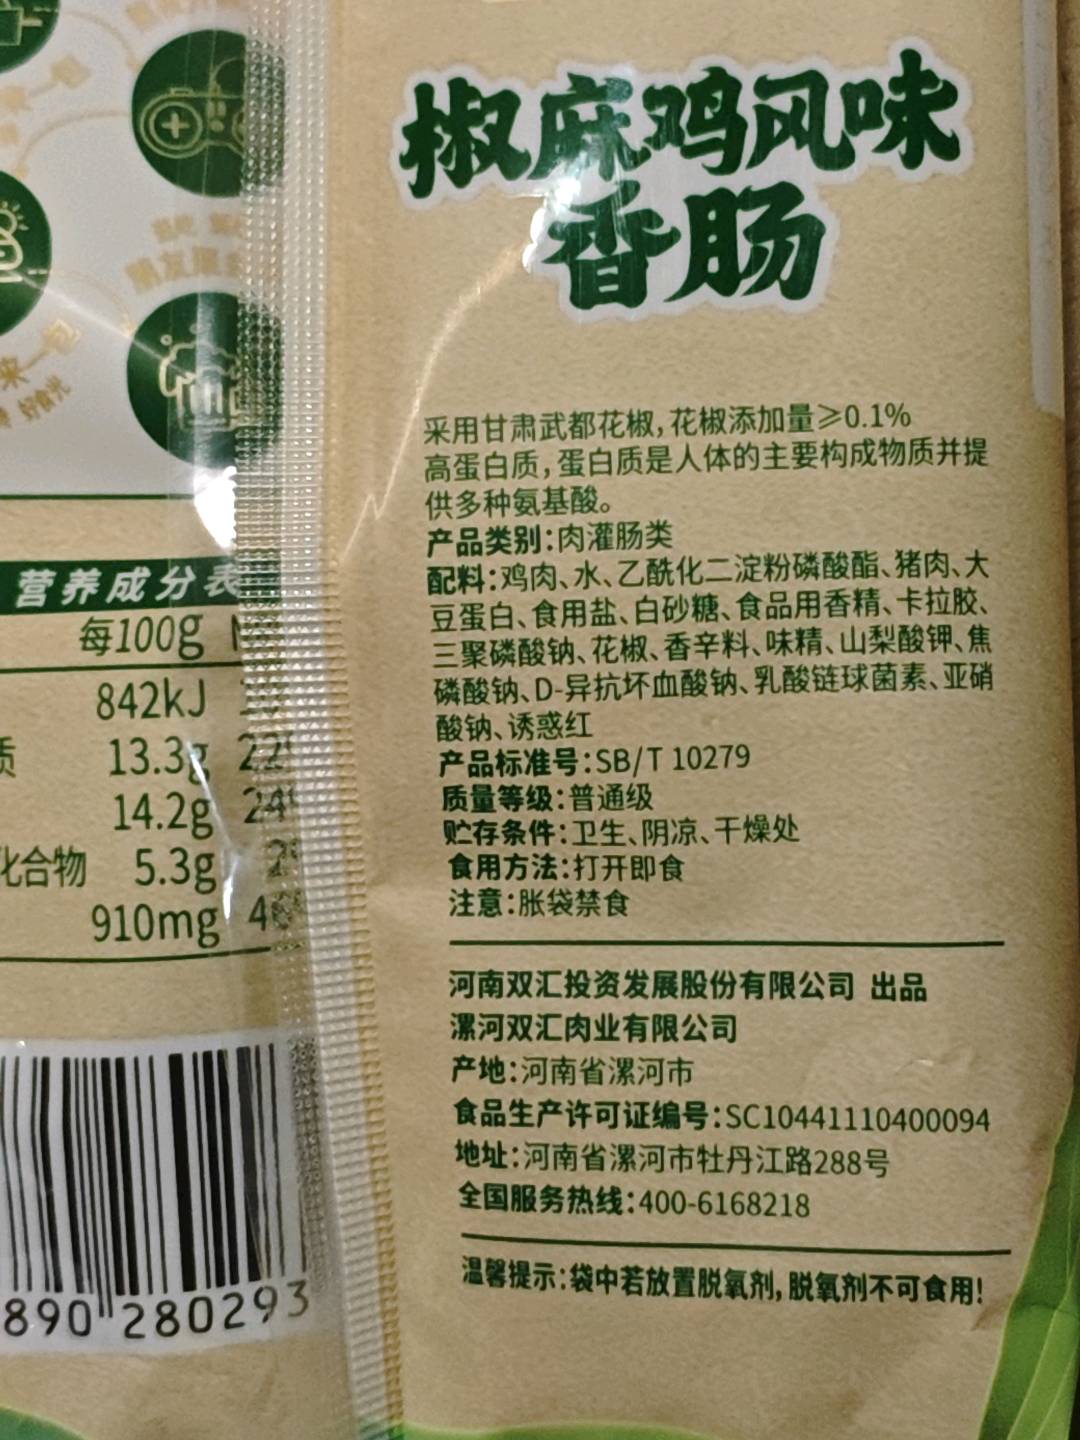 椒麻鸡风味
香肠
采用甘肃武都花椒,花椒添加量≥0.1%
高蛋白质,蛋白质是人体的主要构成物质并提
供多种氨基酸。
产品类别:肉灌肠类
配料:鸡肉、水、乙酰化二淀粉磷酸酯、猪肉、大
豆蛋白、食用盐、白砂糖、食品用香精、卡拉胶、
三聚磷酸钠、花椒、香辛料、味精、山梨酸钾、焦
磷酸钠、D-异抗坏血酸钠、乳酸链球菌素、亚硝
酸钠、诱惑红
产品标准号:SB/T 10279
质量等级:普通级
贮存条件:卫生、阴凉、干燥处
食用方法:打开即食
注意:胀袋禁食
河南双汇投资发展股份有限公司 出品
漯河双汇肉业有限公司
产地:河南省漯河市
食品生产许可证编号:SC10441110400094
地址:河南省漯河市牡丹江路288号
全国服务热线:400-6168218
温馨提示:袋中若放置脱氧剂,脱氧剂不可食用!
来一包
好食光
营养成分表
每100g
842kJ
质 13.3g 22
14.2g 24
化合物 5.3g 2
910mg 46
890 280293